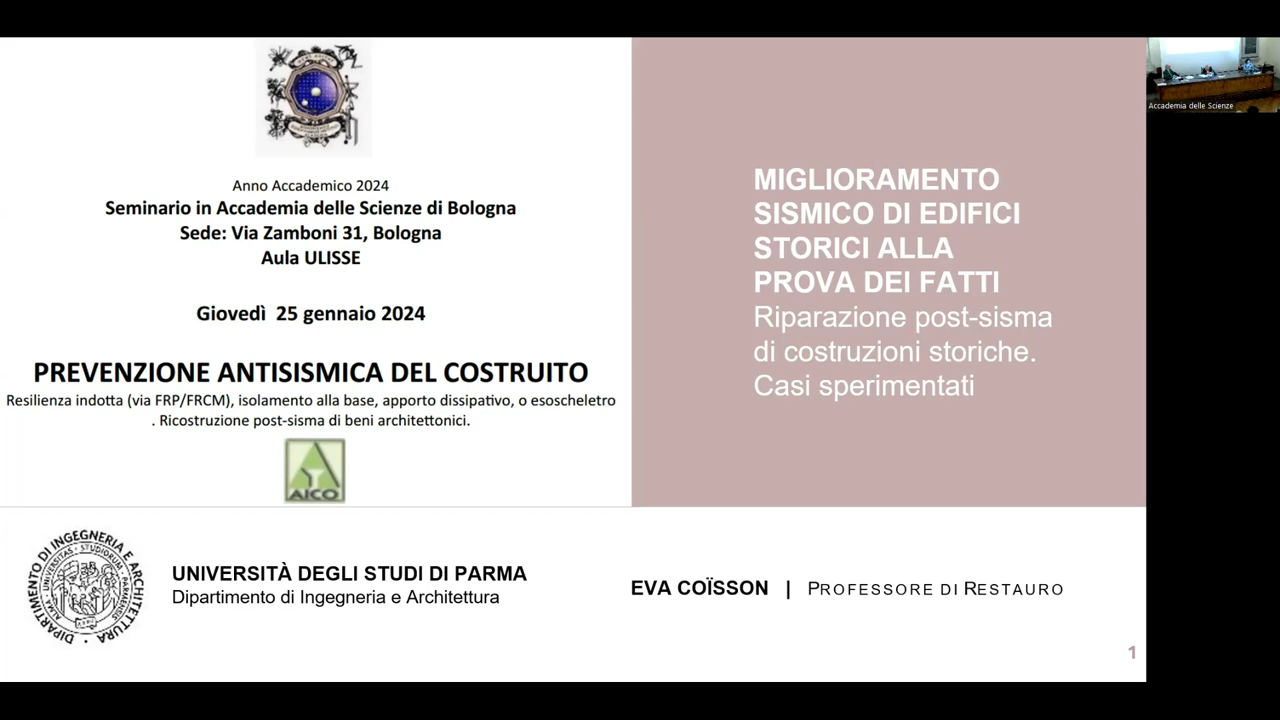 Anno Accademico 2024
Seminario in Accademia delle Scienze di Bologna
Sede: Via Zamboni 31, Bologna
Aula ULISSE
Giovedì 25 gennaio 2024
PREVENZIONE ANTISISMICA DEL COSTRUITO
Resilienza indotta (via FRP/FRCM), isolamento alla base, apporto dissipativo, o esoscheletro
. Ricostruzione post-sisma di beni architettonici.
AICO
MIGLIORAMENTO
SISMICO DI EDIFICI
STORICI ALLA
PROVA DEI FATTI
Riparazione post-sisma
di costruzioni storiche.
Casi sperimentati
Accademia delle Scienze
DIPARTIMENTO DI INGEGNERIA E ARCHITETTURA
UNIVERSITÀ DEGLI STUDI DI PARMA
Dipartimento di Ingegneria e Architettura
EVA COÏSSON | PROFESSORE DI RESTAURO
1